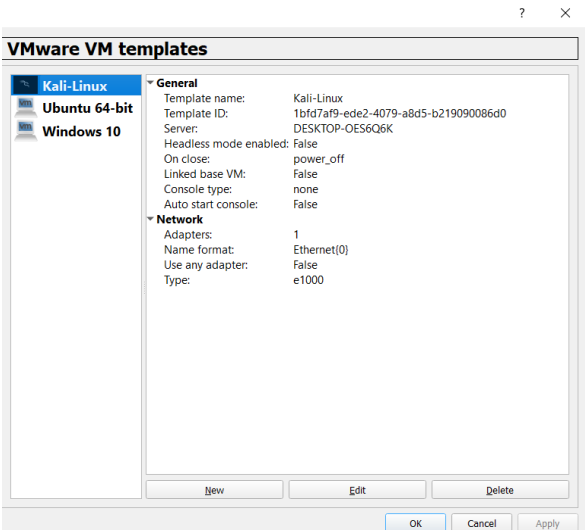 ?
VMware VM templates
Kali-Linux
Ubuntu 64-bit
Windows 10
General
Template name: Kali-Linux
Template ID: 1bfd7af9-ede2-4079-a8d5-b219090086d0
Server: DESKTOP-OES6Q6K
Headless mode enabled: False
On close: power_off
Linked base VM: False
Console type: none
Auto start console: False
Network
Adapters: 1
Name format: Ethernet{0}
Use any adapter: False
Type: e1000
New Edit Delete
OK Cancel Apply